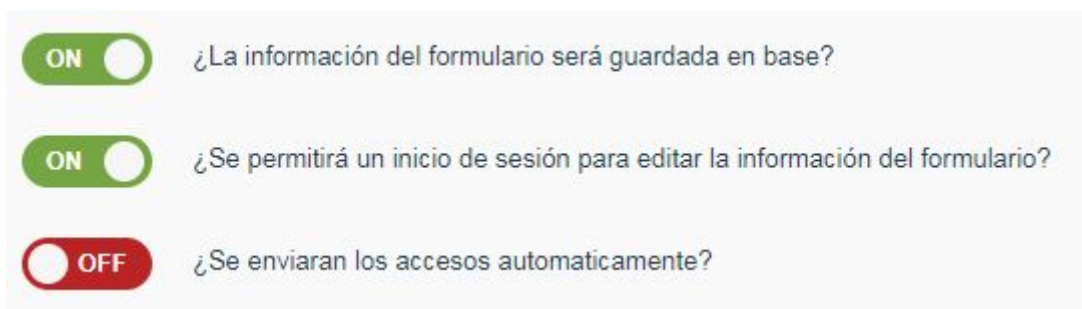 ON ¿La información del formulario será guardada en base?
ON ¿Se permitirá un inicio de sesión para editar la información del formulario?
OFF ¿Se enviaran los accesos automaticamente?